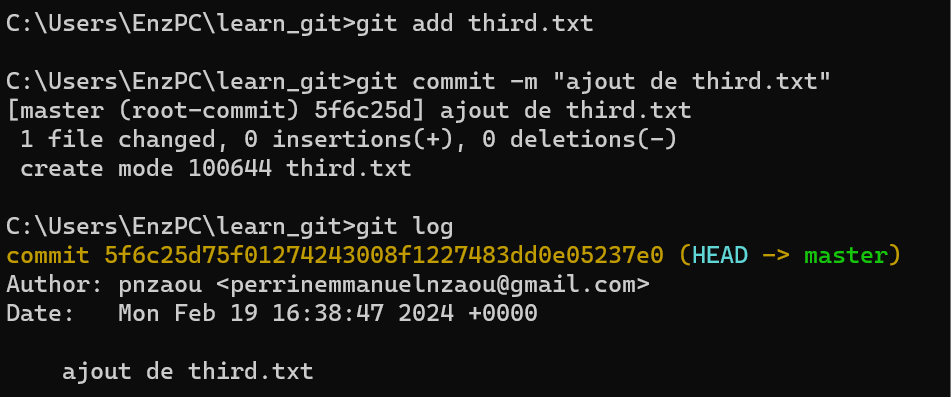 C:\Users\EnzPC\learn_git>git add third.txt
C:\Users\EnzPC\learn_git>git commit -m "ajout de third.txt"
[master (root-commit) 5f6c25d] ajout de third.txt
 1 file changed, 0 insertions(+), 0 deletions(-)
 create mode 100644 third.txt
C:\Users\EnzPC\learn_git>git log
commit 5f6c25d75f01274243008f1227483dd0e05237e0 (HEAD -> master)
Author: pnzaou <perrinemmanuelnzaou@gmail.com>
Date:   Mon Feb 19 16:38:47 2024 +0000
    ajout de third.txt